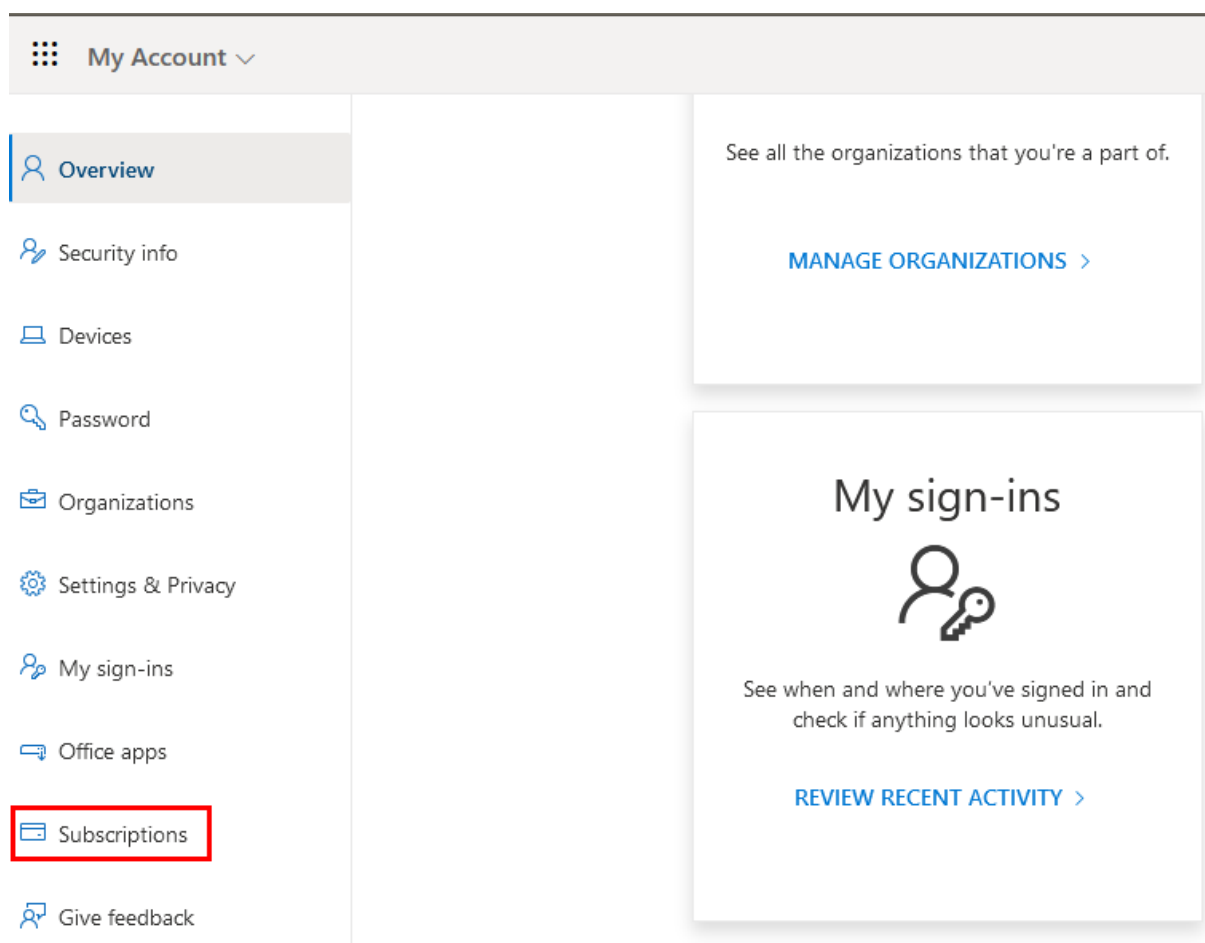 My Account
Overview
Security info
Devices
Password
Organizations
Settings & Privacy
My sign-ins
Office apps
Subscriptions
Give feedback
See all the organizations that you're a part of.
MANAGE ORGANIZATIONS
My sign-ins
See when and where you've signed in and
check if anything looks unusual.
REVIEW RECENT ACTIVITY